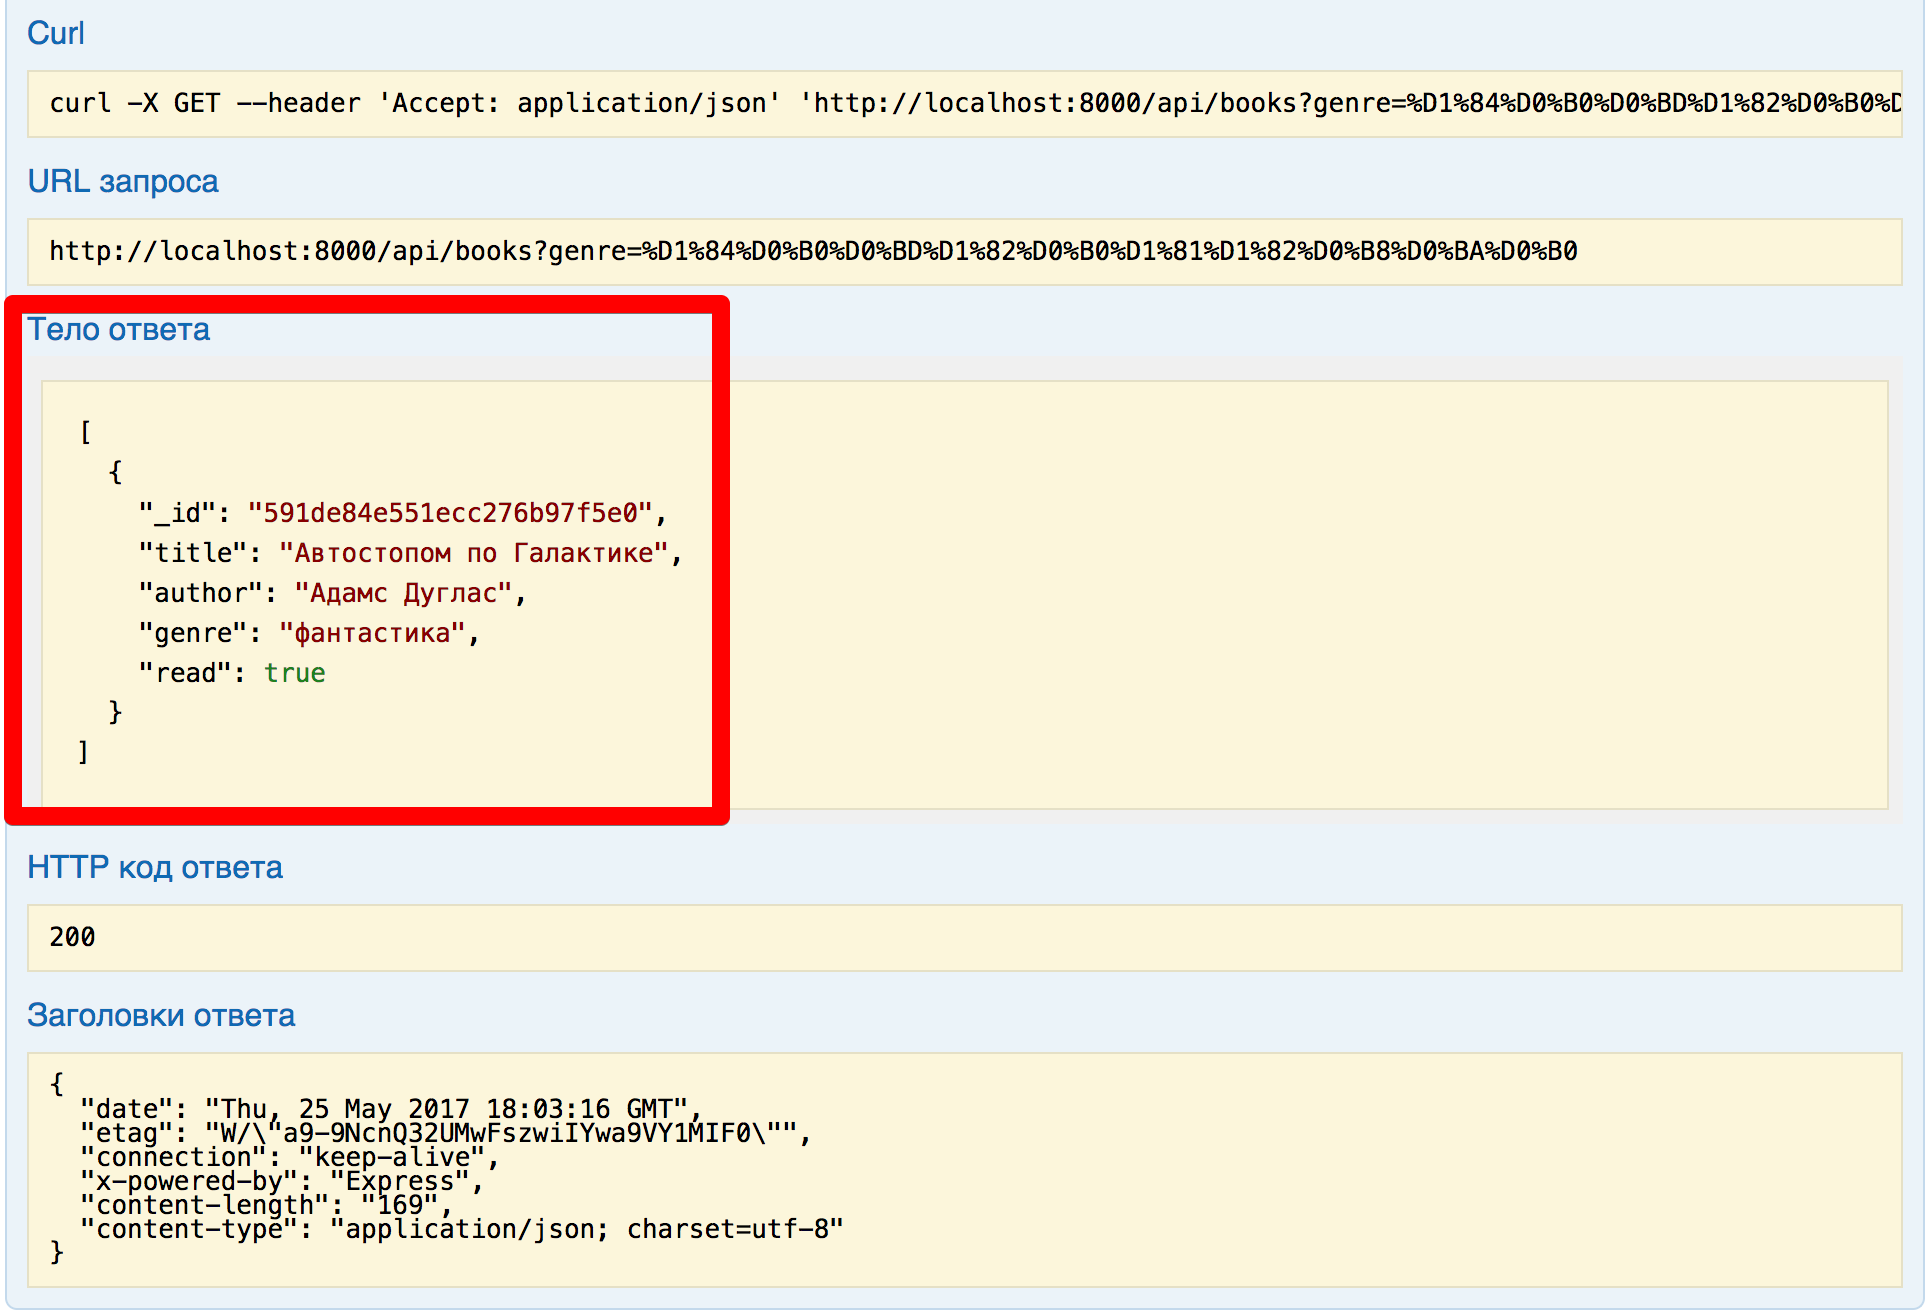 Curl
curl -X GET --header 'Accept: application/json' 'http://localhost:8000/api/books?genre=%D1%84%D0%B0%D0%BD%D1%82%D0%B0%D
URL запроса
http://localhost:8000/api/books?genre=%D1%84%D0%B0%D0%BD%D1%82%D0%B0%D1%81%D1%82%D0%B8%D0%BA%D0%B0
Тело ответа
[
{
"_id": "591de84e551ecc276b97f5e0",
"title": "Автостопом по Галактике",
"author": "Адамс Дуглас",
"genre": "фантастика",
"read": true
}
]
HTTP код ответа
200
Заголовки ответа
{
"date": "Thu, 25 May 2017 18:03:16 GMT",
"etag": "W/\"a9-9NcnQ32UMwFszwiIYwa9VY1MIF0\"",
"connection": "keep-alive",
"x-powered-by": "Express",
"content-length": "169",
"content-type": "application/json; charset=utf-8"
}